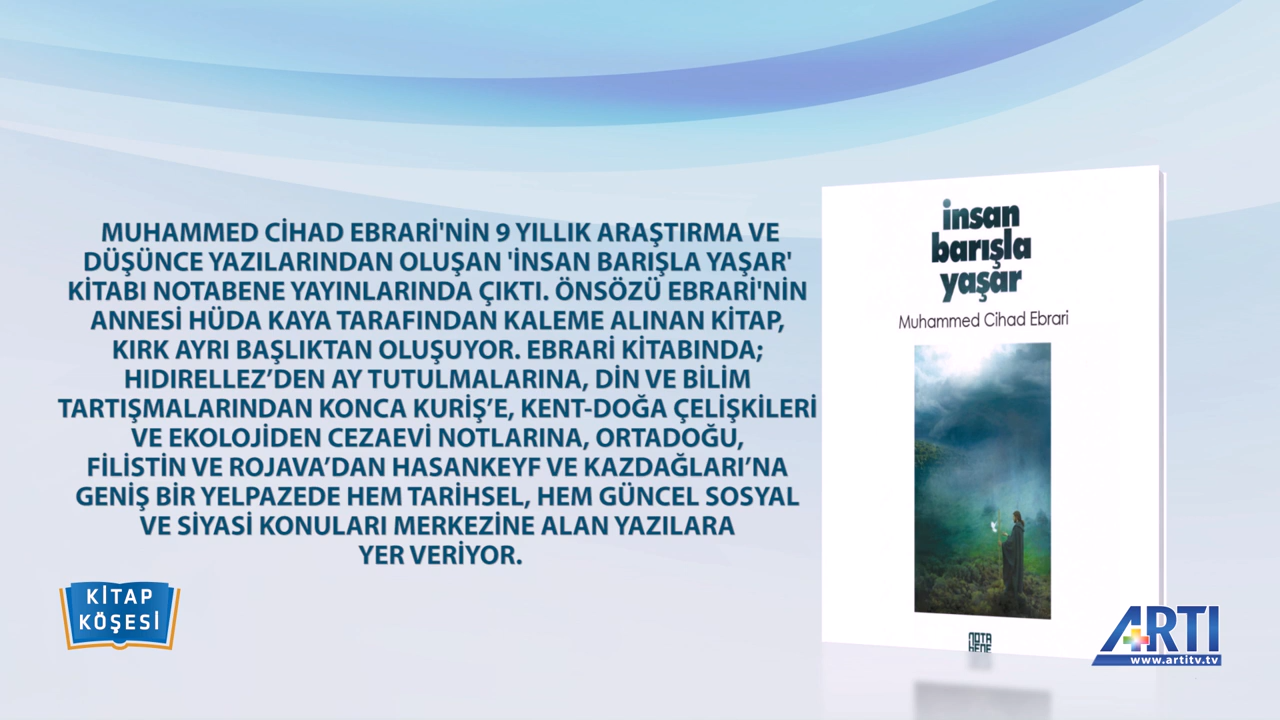 MUHAMMED CİHAD EBRARİ'NİN 9 YILLIK ARAŞTIRMA VE
DÜŞÜNCE YAZILARINDAN OLUŞAN 'İNSAN BARIŞLA YAŞAR'
KİTABI NOTABENE YAYINLARINDA ÇIKTI. ÖNSÖZÜ EBRARİ'NİN
ANNESİ HÜDA KAYA TARAFINDAN KALEME ALINAN KİTAP,
KIRK AYRI BAŞLIKTAN OLUŞUYOR. EBRARİ KİTABINDA;
HIDIRELLEZ’DEN AY TUTULMALARINA, DİN VE BİLİM
TARTIŞMALARINDAN KONCA KURİŞ’E, KENT-DOĞA ÇELİŞKİLERİ
VE EKOLOJİDEN CEZAEVİ NOTLARINA, ORTADOĞU,
FİLİSTİN VE ROJAVA’DAN HASANKEYF VE KAZDAĞLARI’NA
GENİŞ BİR YELPAZEDE HEM TARİHSEL, HEM GÜNCEL SOSYAL
VE SİYASİ KONULARI MERKEZİNE ALAN YAZILARA
YER VERİYOR.
insan
barışla
yaşar
Muhammed Cihad Ebrari
NOTA
BENE
KİTAP
KÖŞESİ
ARTI
www.artitv.tv